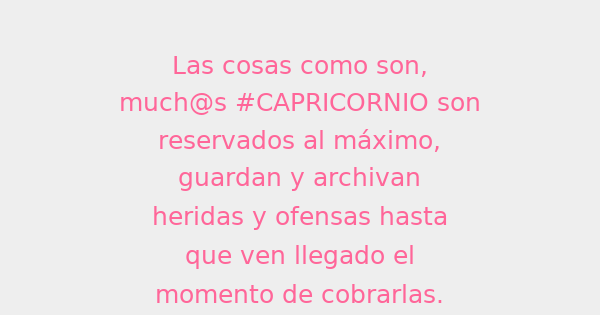 Las cosas como son,
much@s #CAPRICORNIO son
reservados al máximo,
guardan y archivan
heridas y ofensas hasta
que ven llegado el
momento de cobrarlas.